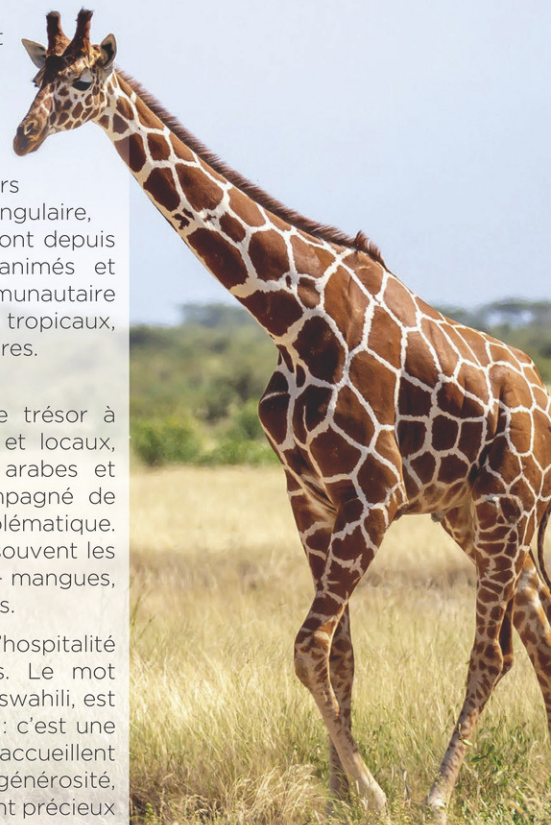 t
rs
ngulaire,
ont depuis
animés et
munautaire
tropicaux,
res.
e trésor à
et locaux,
arabes et
mpagné de
olématique.
souvent les
- mangues,
s.
'hospitalité
s. Le mot
swahili, est
: c'est une
accueillent
générosité,
nt précieux